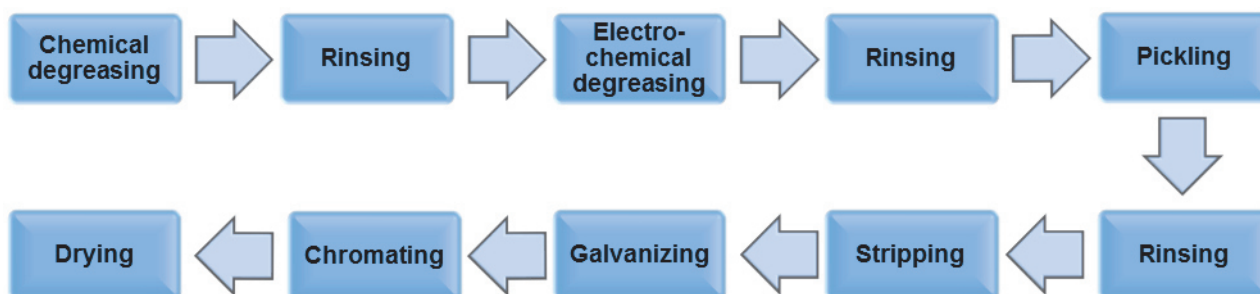 Chemical
degreasing
Rinsing
Electro-
chemical
degreasing
Rinsing
Pickling
Rinsing
Stripping
Galvanizing
Chromating
Drying